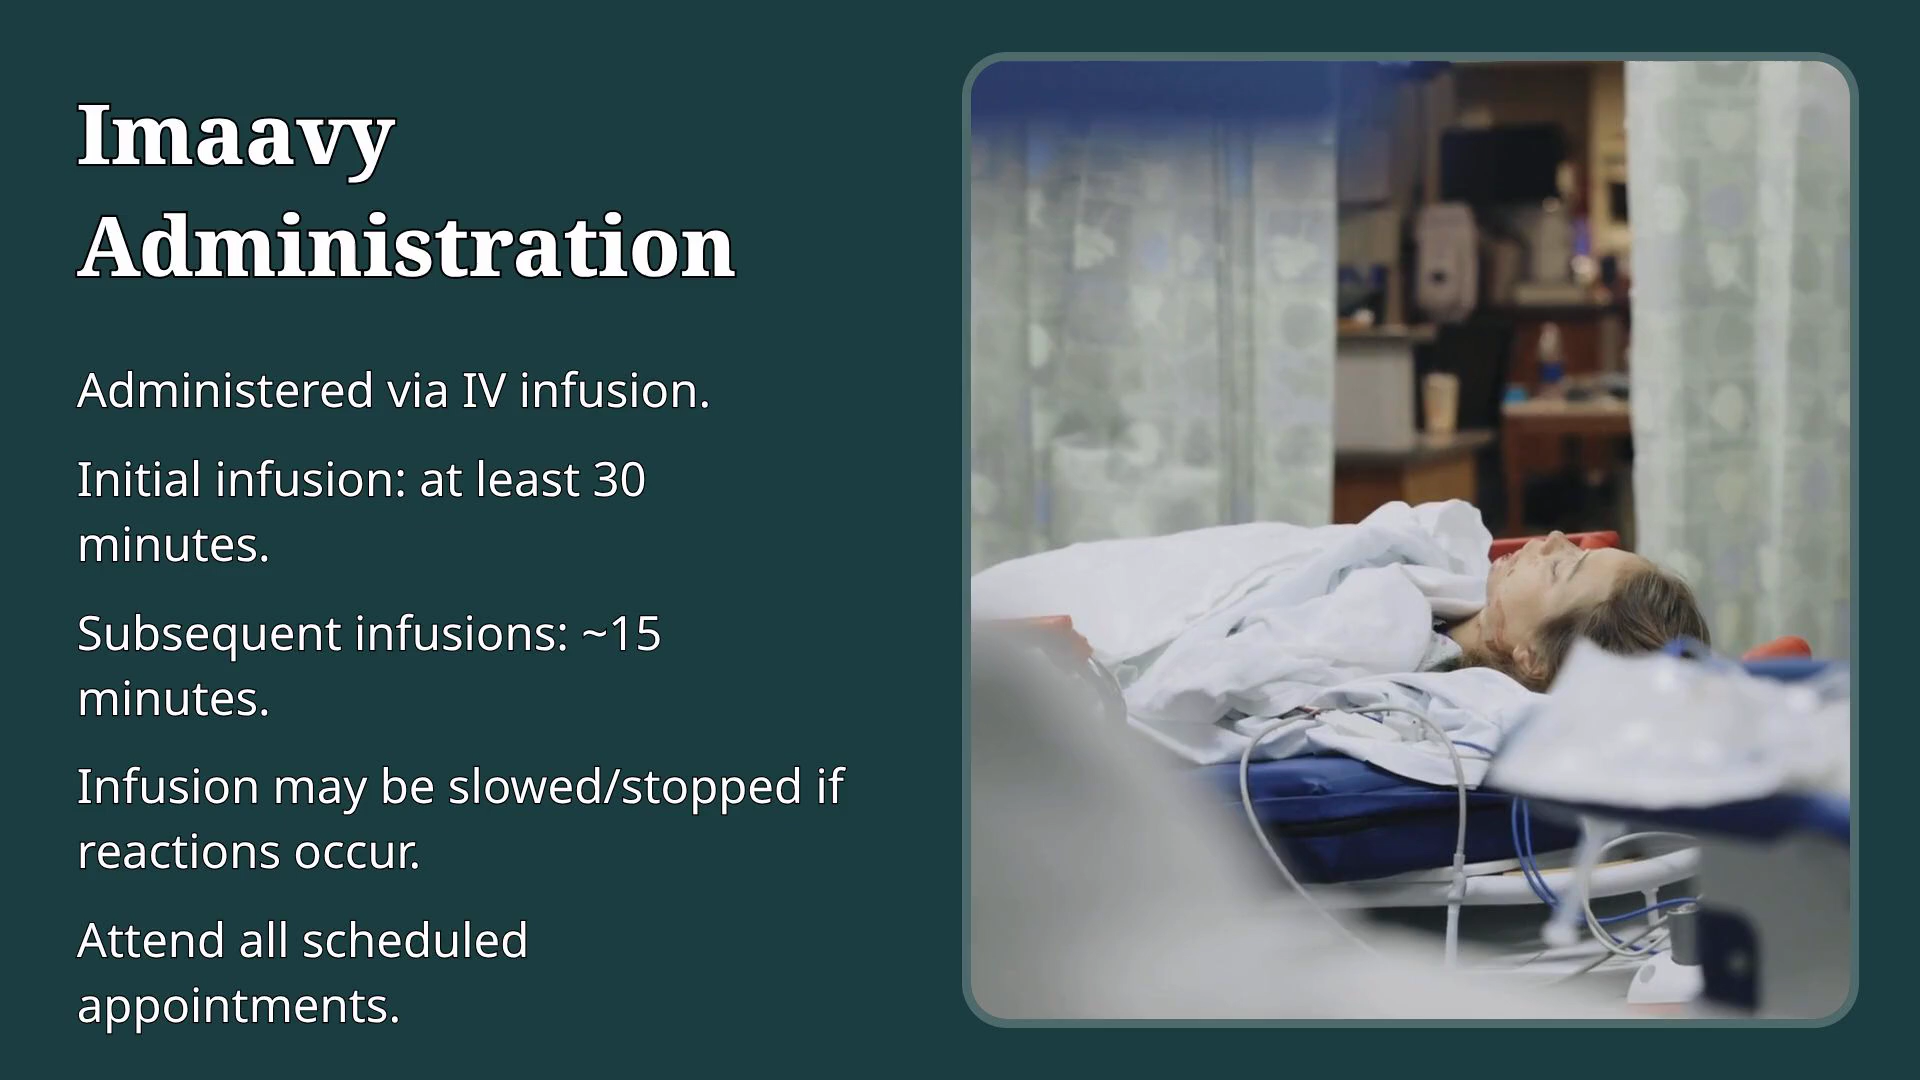 Imaavy
Administration
Administered via IV infusion.
Initial infusion: at least 30
minutes.
Subsequent infusions: ~15
minutes.
Infusion may be slowed/stopped if
reactions occur.
Attend all scheduled
appointments.